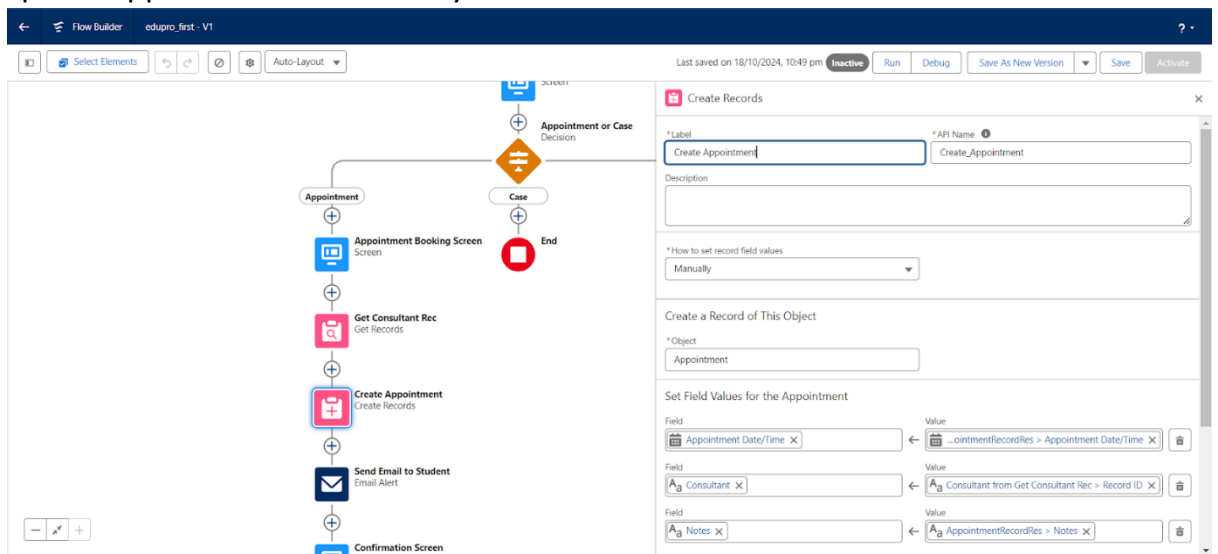 Flow Builder edupro_first - V1
?
Select Elements
Auto-Layout
Last saved on 18/10/2024, 10:49 pm Inactive Run Debug Save As New Version Save Activate
Screen
Appointment or Case
Decision
Appointment
Case
Appointment Booking Screen
Screen
End
Get Consultant Rec
Get Records
Create Appointment
Create Records
Send Email to Student
Email Alert
Confirmation Screen
Create Records
*Label
Create Appointment
*API Name
Create_Appointment
Description
*How to set record field values
Manually
Create a Record of This Object
*Object
Appointment
Set Field Values for the Appointment
Field Value
Appointment Date/Time ...ointmentRecordRes > Appointment Date/Time
Field Value
Aa Consultant Aa Consultant from Get Consultant Rec > Record ID
Field Value
Aa Notes Aa AppointmentRecordRes > Notes